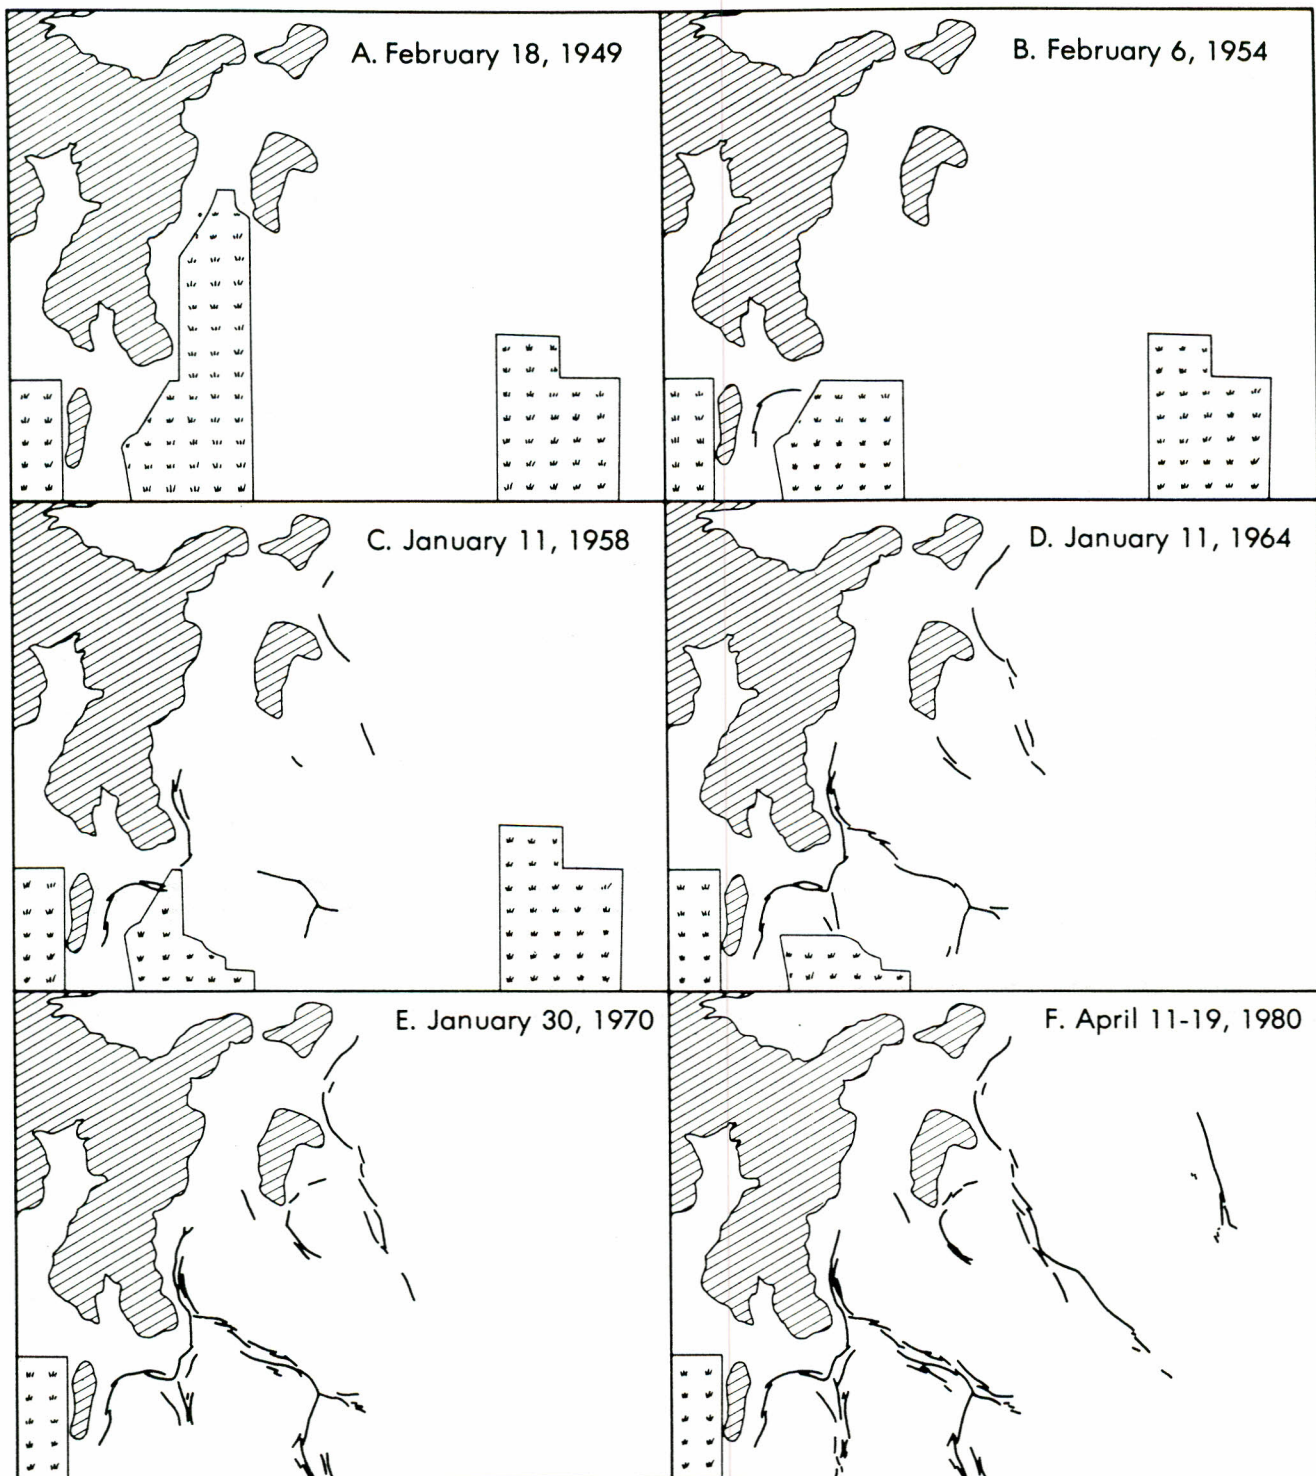 A. February 18, 1949
B. February 6, 1954
C. January 11, 1958
D. January 11, 1964
E. January 30, 1970
F. April 11-19, 1980